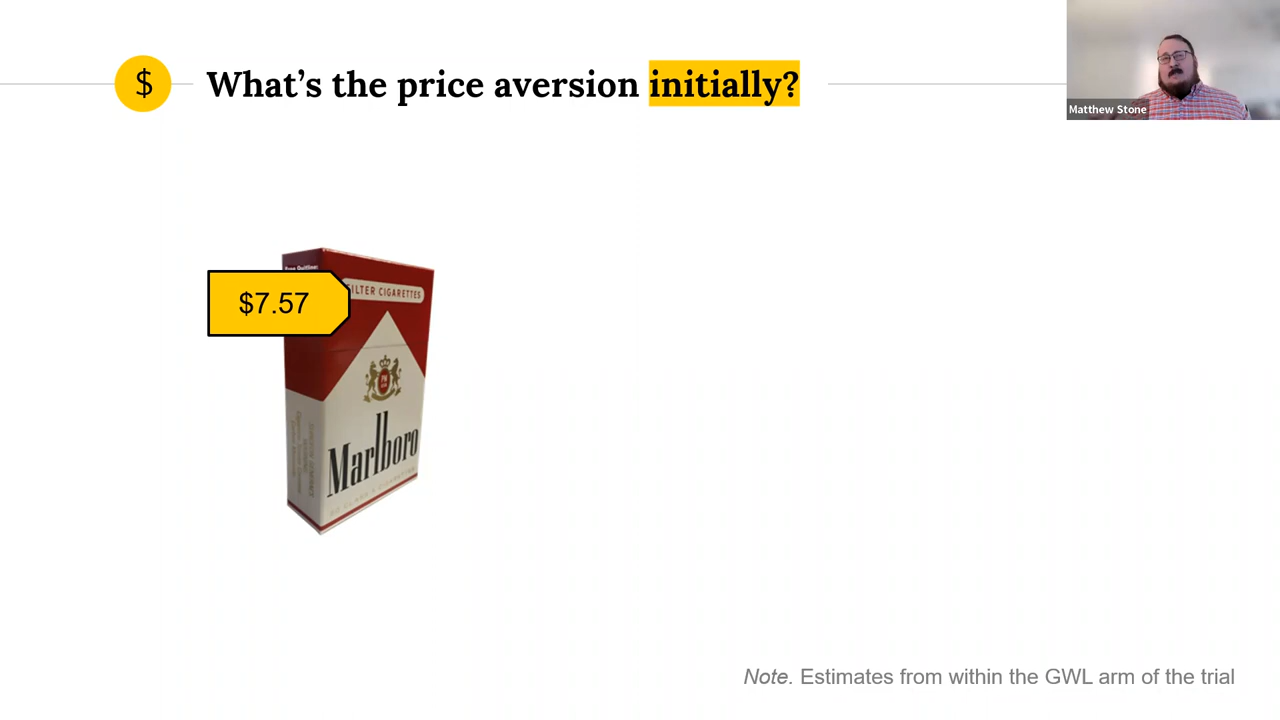 $
What's the price aversion initially?
Matthew Stone
$7.57
FILTER CIGARETTES
Marlboro
Note. Estimates from within the GWL arm of the trial